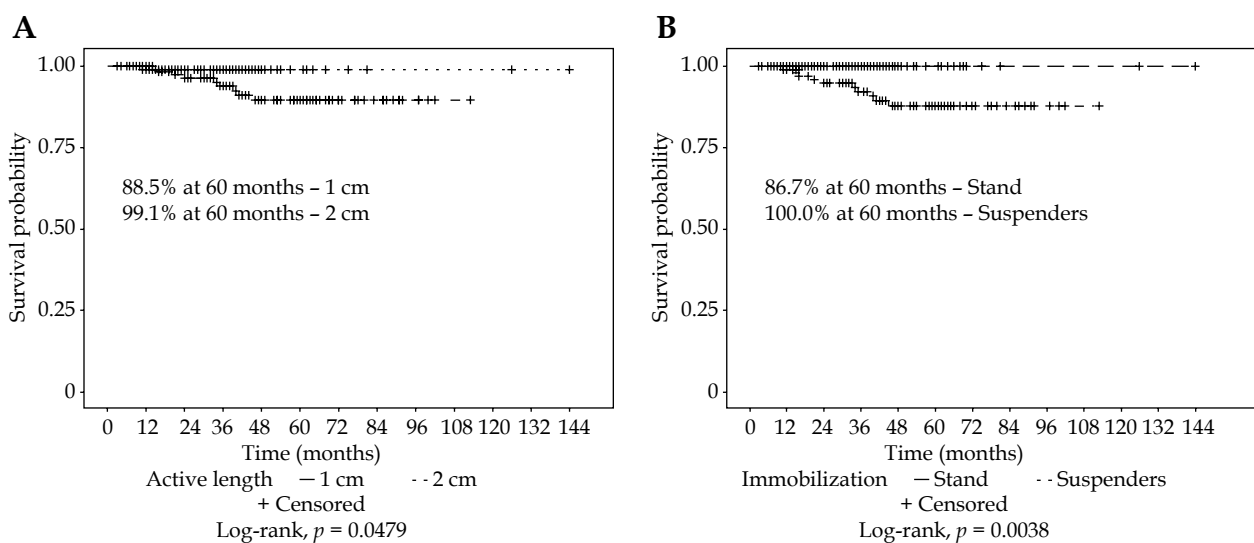 A
Survival probability
1.00
0.75
0.50
0.25
0
88.5% at 60 months – 1 cm
99.1% at 60 months – 2 cm
0 12 24 36 48 60 72 84 96 108 120 132 144
Time (months)
Active length – 1 cm -- 2 cm
+ Censored
Log-rank, p = 0.0479
B
Survival probability
1.00
0.75
0.50
0.25
0
86.7% at 60 months – Stand
100.0% at 60 months – Suspenders
0 12 24 36 48 60 72 84 96 108 120 132 144
Time (months)
Immobilization – Stand -- Suspenders
+ Censored
Log-rank, p = 0.0038